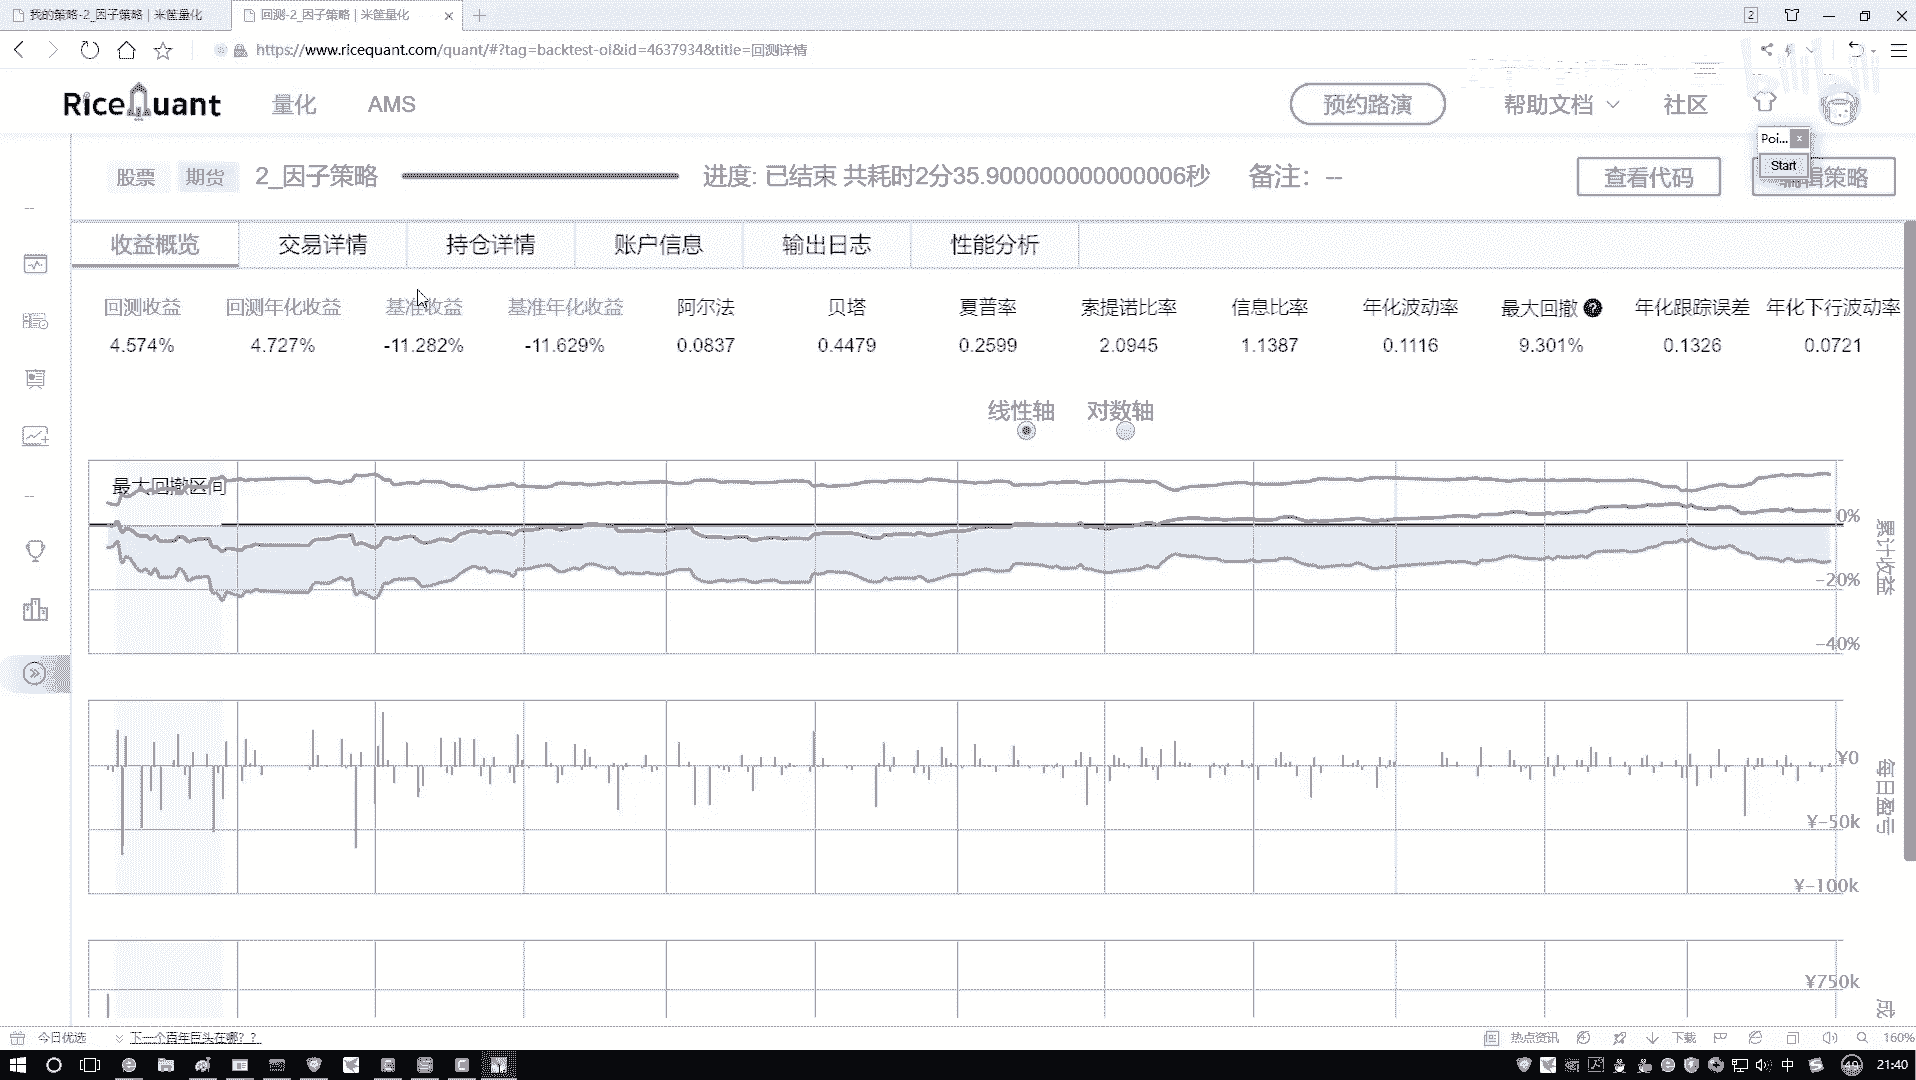 我的策略-2_因子策略 | 米筐量化
回测-2_因子策略 | 米筐量化
2
https://www.ricequant.com/quant/#?tag=backtest-ol&id=4637934&title=回测详情
RiceQuant
量化
AMS
预约路演
帮助文档
社区
Poi...
Start
股票
期货
2_因子策略
进度: 已结束 共耗时2分35.900000000000006秒
备注: --
查看代码
编辑策略
--
收益概览
交易详情
持仓详情
账户信息
输出日志
性能分析
回测收益 回测年化收益 基准收益 基准年化收益 阿尔法 贝塔 夏普率 索提诺比率 信息比率 年化波动率 最大回撤 ? 年化跟踪误差 年化下行波动率
4.574% 4.727% -11.282% -11.629% 0.0837 0.4479 0.2599 2.0945 1.1387 0.1116 9.301% 0.1326 0.0721
线性轴 对数轴
最大回撤区间
0%
-20%
-40%
累计收益
--
¥0
¥-50k
¥-100k
每日盈亏
¥750k
成
今日优选
下一个百年巨头在哪？？
热点资讯
下载
160%
中
49
21:40